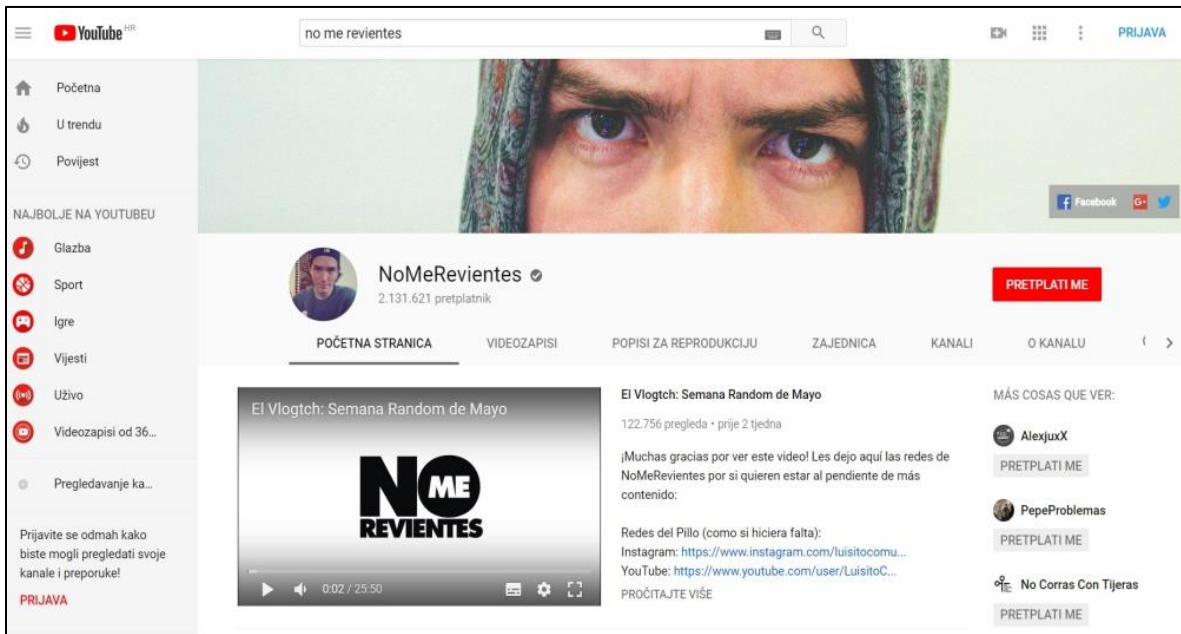 YouTube HR
no me revientes
PRIJAVA
Početna
U trendu
Povijest
NAJBOLJE NA YOUTUBEU
Glazba
Sport
Igre
Vijesti
Uživo
Videozapisi od 36...
Pregledavanje ka...
Prijavite se odmah kako
biste mogli pregledati svoje
kanale i preporuke!
PRIJAVA
Facebook
G+
NoMeRevientes
2.131.621 pretplatnik
PRETPLATI ME
POČETNA STRANICA VIDEOZAPISI POPISI ZA REPRODUKCIJU ZAJEDNICA KANALI O KANALU
El Vlogtch: Semana Random de Mayo
NO ME
REVIENTES
0:02 / 25:50
El Vlogtch: Semana Random de Mayo
122.756 pregleda • prije 2 tjedna
¡Muchas gracias por ver este video! Les dejo aquí las redes de
NoMeRevientes por si quieren estar al pendiente de más
contenido:
Redes del Pillo (como si hiciera falta):
Instagram: https://www.instagram.com/luisitocomu...
YouTube: https://www.youtube.com/user/LuisitoC...
PROČITAJTE VIŠE
MÁS COSAS QUE VER:
AlexjuxX
PRETPLATI ME
PepeProblemas
PRETPLATI ME
No Corras Con Tijeras
PRETPLATI ME